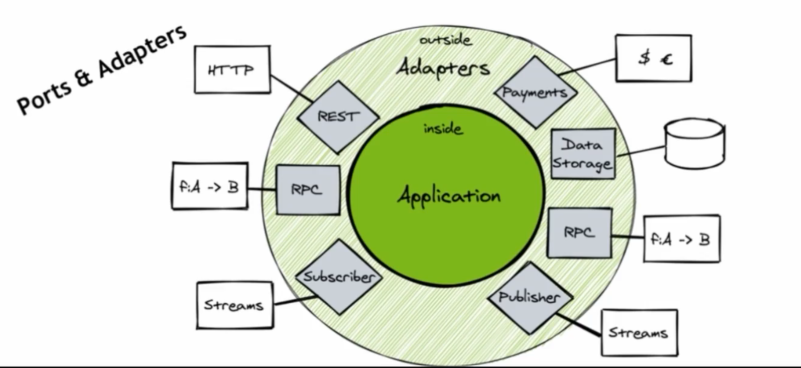 Ports & Adapters
outside
Adapters
HTTP
REST
Payments
$ €
inside
Data
Storage
f:A -> B
RPC
Application
RPC
f:A -> B
Subscriber
Streams
Publisher
Streams